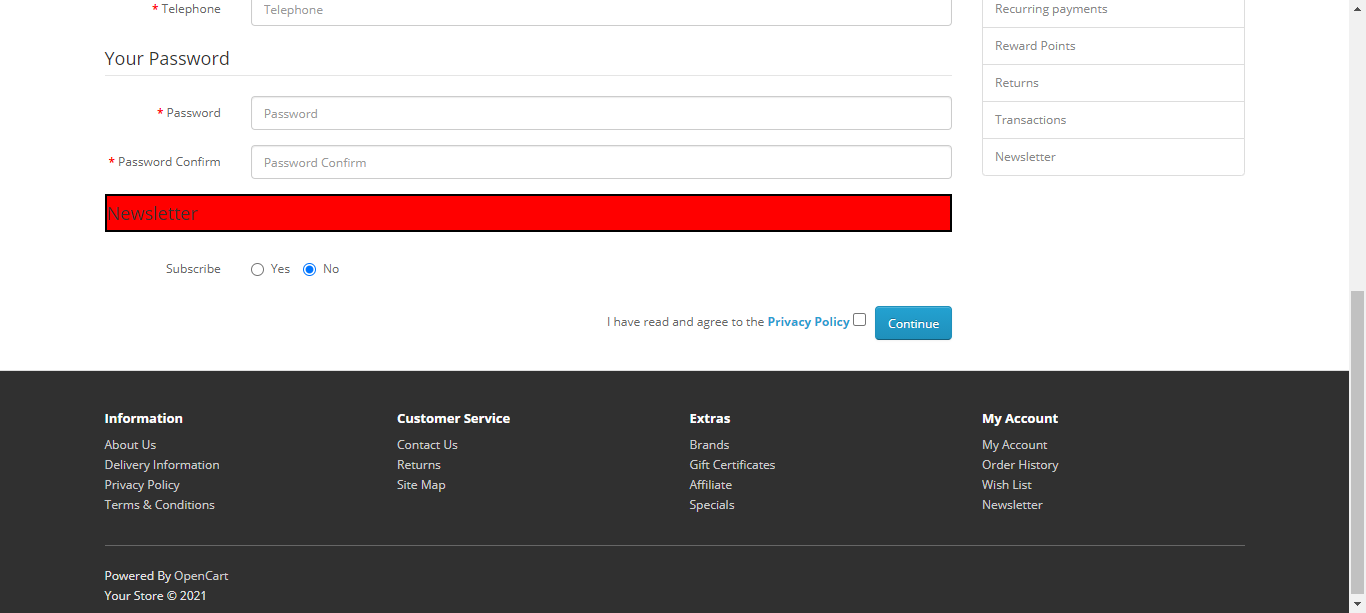 * Telephone Telephone
Your Password
* Password Password
* Password Confirm Password Confirm
Newsletter
Subscribe Yes No
I have read and agree to the Privacy Policy Continue
Recurring payments
Reward Points
Returns
Transactions
Newsletter
Information
About Us
Delivery Information
Privacy Policy
Terms & Conditions
Customer Service
Contact Us
Returns
Site Map
Extras
Brands
Gift Certificates
Affiliate
Specials
My Account
My Account
Order History
Wish List
Newsletter
Powered By OpenCart
Your Store © 2021